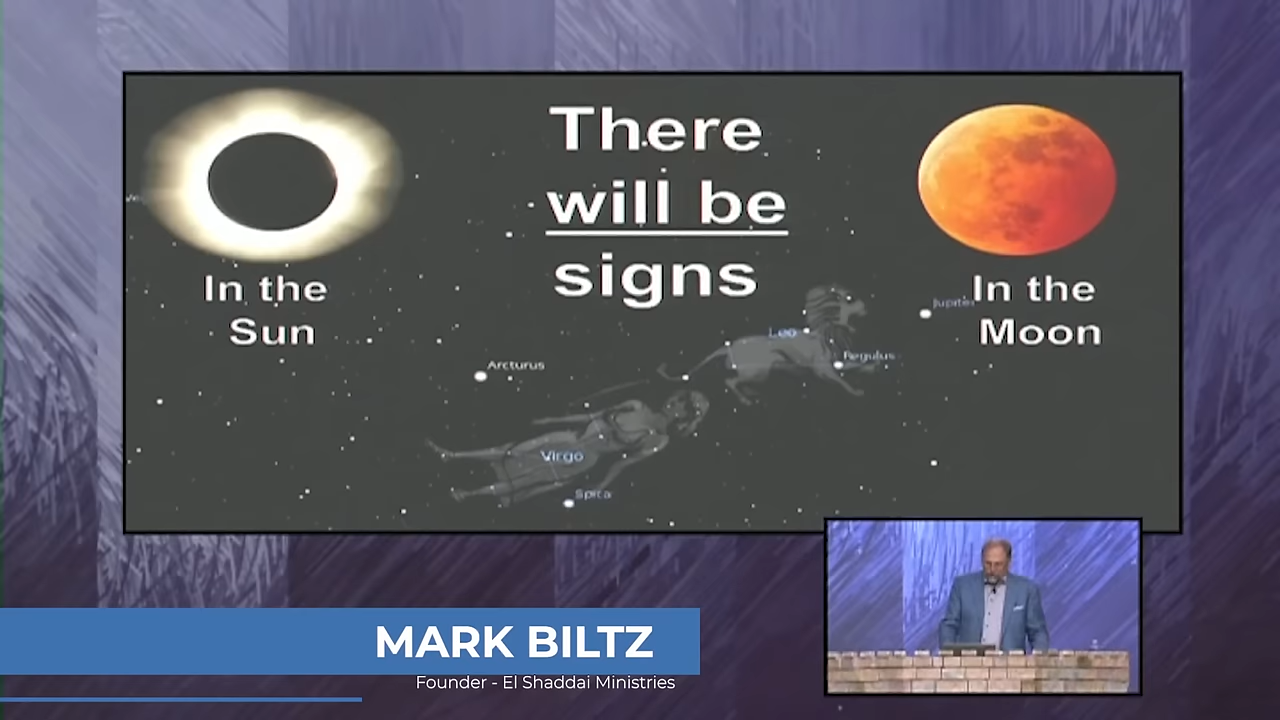 There
will be
signs
In the
Sun
In the
Moon
Jupiter
Leo
Regulus
Arcturus
Virgo
Spica
MARK BILTZ
Founder - El Shaddai Ministries